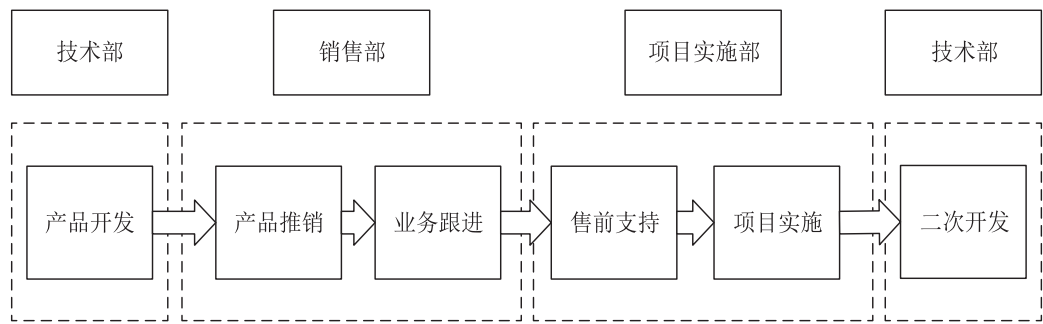 技术部
销售部
项目实施部
技术部
产品开发
产品推销
业务跟进
售前支持
项目实施
二次开发